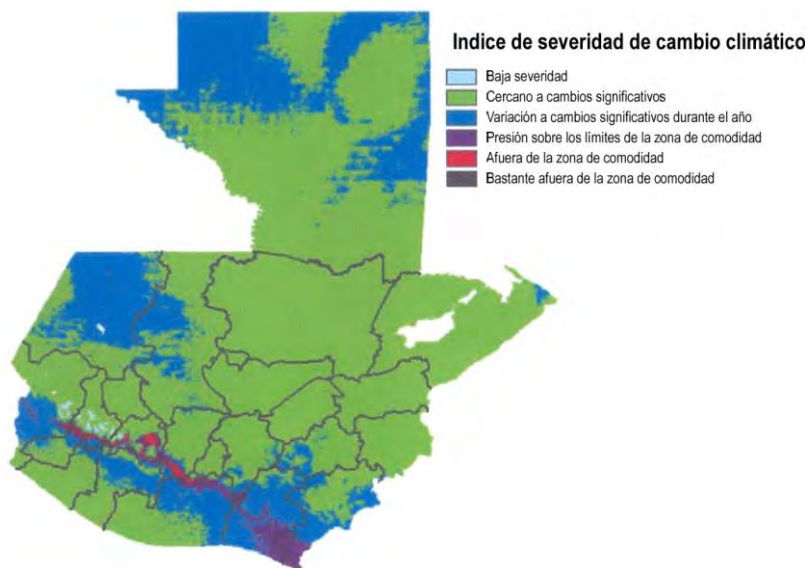 Indice de severidad de cambio climático
Baja severidad
Cercano a cambios significativos
Variación a cambios significativos durante el año
Presión sobre los límites de la zona de comodidad
Afuera de la zona de comodidad
Bastante afuera de la zona de comodidad